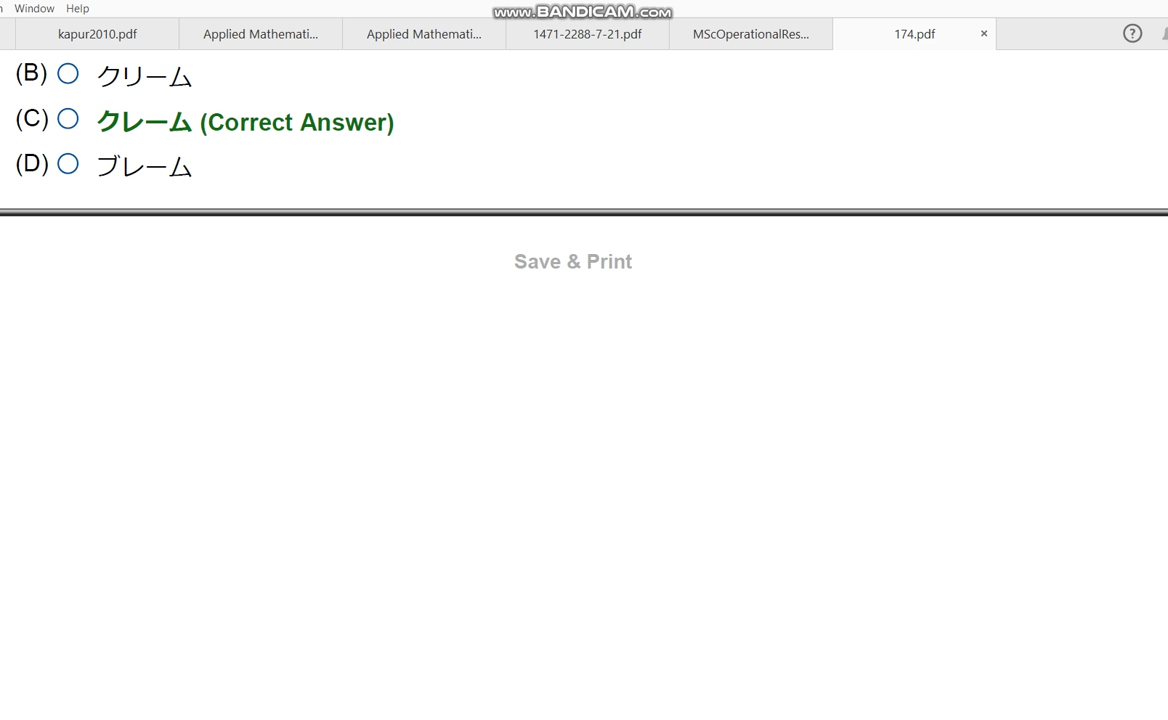 Window Help
www.BANDICAM.com
kapur2010.pdf Applied Mathemati... Applied Mathemati... 1471-2288-7-21.pdf MScOperationalRes... 174.pdf × ?
(B) クリーム
(C) クレーム (Correct Answer)
(D) ブレーム
Save & Print